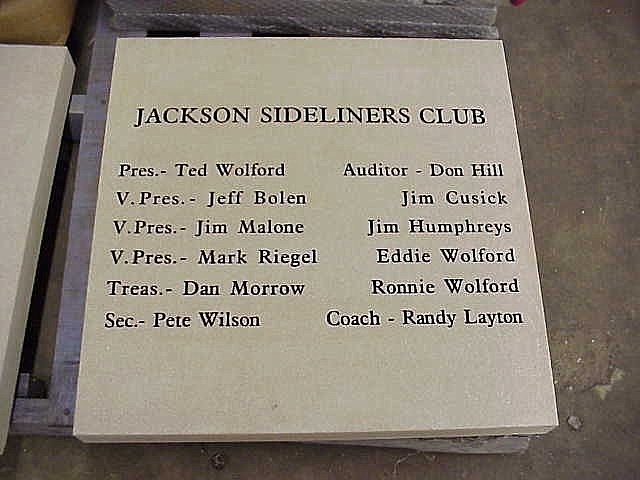 JACKSON SIDELINERS CLUB
Pres.- Ted Wolford Auditor - Don Hill
V.Pres.- Jeff Bolen Jim Cusick
V.Pres.- Jim Malone Jim Humphreys
V.Pres.- Mark Riegel Eddie Wolford
Treas.- Dan Morrow Ronnie Wolford
Sec.- Pete Wilson Coach - Randy Layton